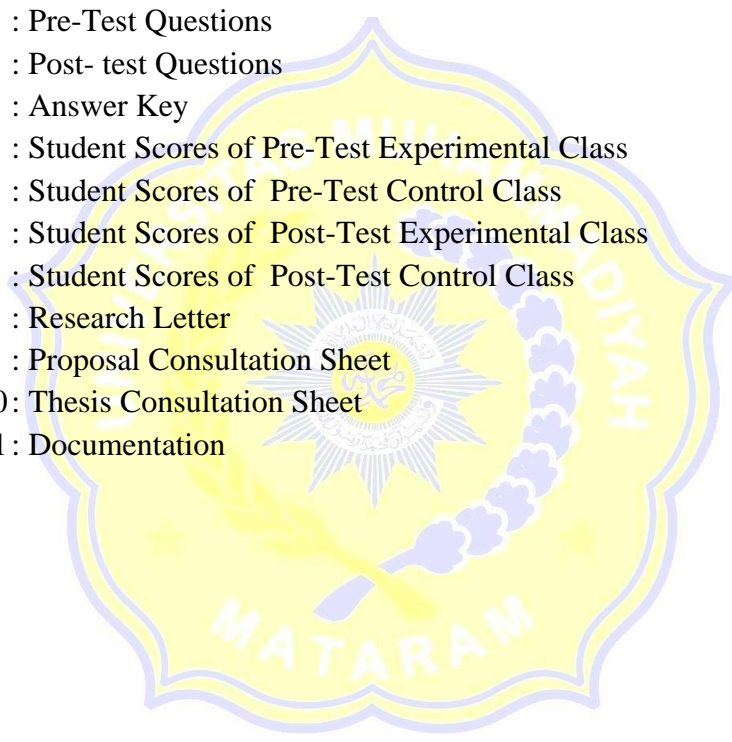 : Pre-Test Questions
: Post- test Questions
: Answer Key
: Student Scores of Pre-Test Experimental Class
: Student Scores of  Pre-Test Control Class
: Student Scores of  Post-Test Experimental Class
: Student Scores of  Post-Test Control Class
: Research Letter
: Proposal Consultation Sheet
: Thesis Consultation Sheet
: Documentation
UNIVERSITAS MUHAMMADIYAH
MATARAM